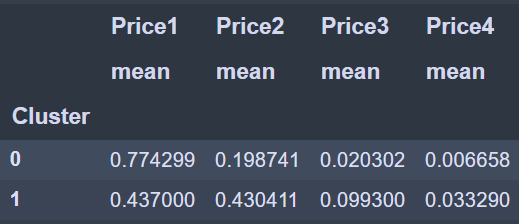 Price1 Price2 Price3 Price4
mean mean mean mean
Cluster
0 0.774299 0.198741 0.020302 0.006658
1 0.437000 0.430411 0.099300 0.033290